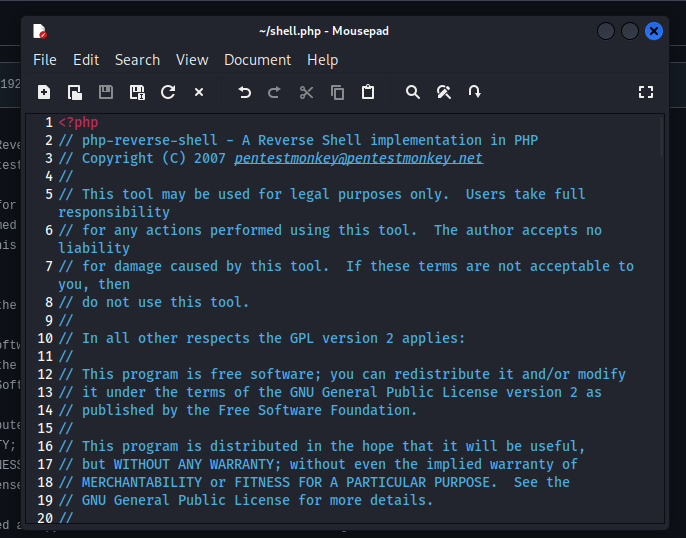 ~/shell.php - Mousepad
File Edit Search View Document Help
1 <?php
2 // php-reverse-shell - A Reverse Shell implementation in PHP
3 // Copyright (C) 2007 pentestmonkey@pentestmonkey.net
4 //
5 // This tool may be used for legal purposes only.  Users take full
responsibility
6 // for any actions performed using this tool.  The author accepts no
liability
7 // for damage caused by this tool.  If these terms are not acceptable to
you, then
8 // do not use this tool.
9 //
10 // In all other respects the GPL version 2 applies:
11 //
12 // This program is free software; you can redistribute it and/or modify
13 // it under the terms of the GNU General Public License version 2 as
14 // published by the Free Software Foundation.
15 //
16 // This program is distributed in the hope that it will be useful,
17 // but WITHOUT ANY WARRANTY; without even the implied warranty of
18 // MERCHANTABILITY or FITNESS FOR A PARTICULAR PURPOSE.  See the
19 // GNU General Public License for more details.
20 //